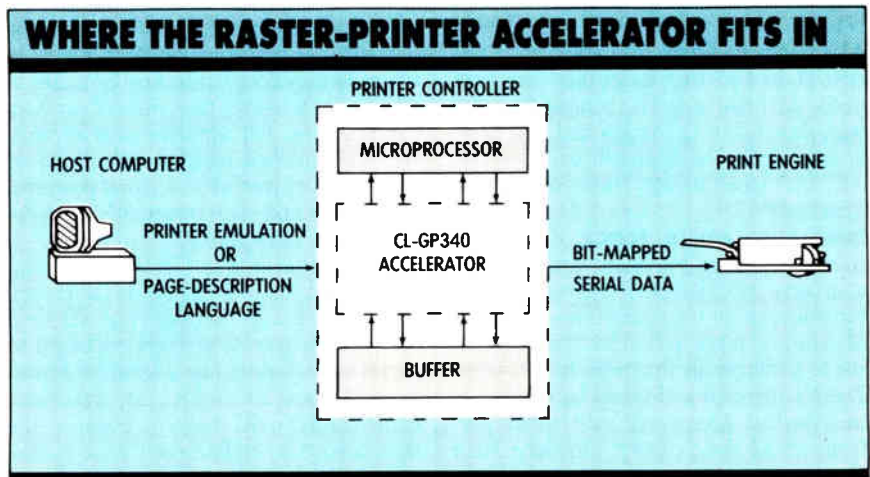 WHERE THE RASTER-PRINTER ACCELERATOR FITS IN
PRINTER CONTROLLER
HOST COMPUTER
MICROPROCESSOR
PRINT ENGINE
PRINTER EMULATION
OR
PAGE-DESCRIPTION
LANGUAGE
CL-GP340
ACCELERATOR
BIT-MAPPED
SERIAL DATA
BUFFER